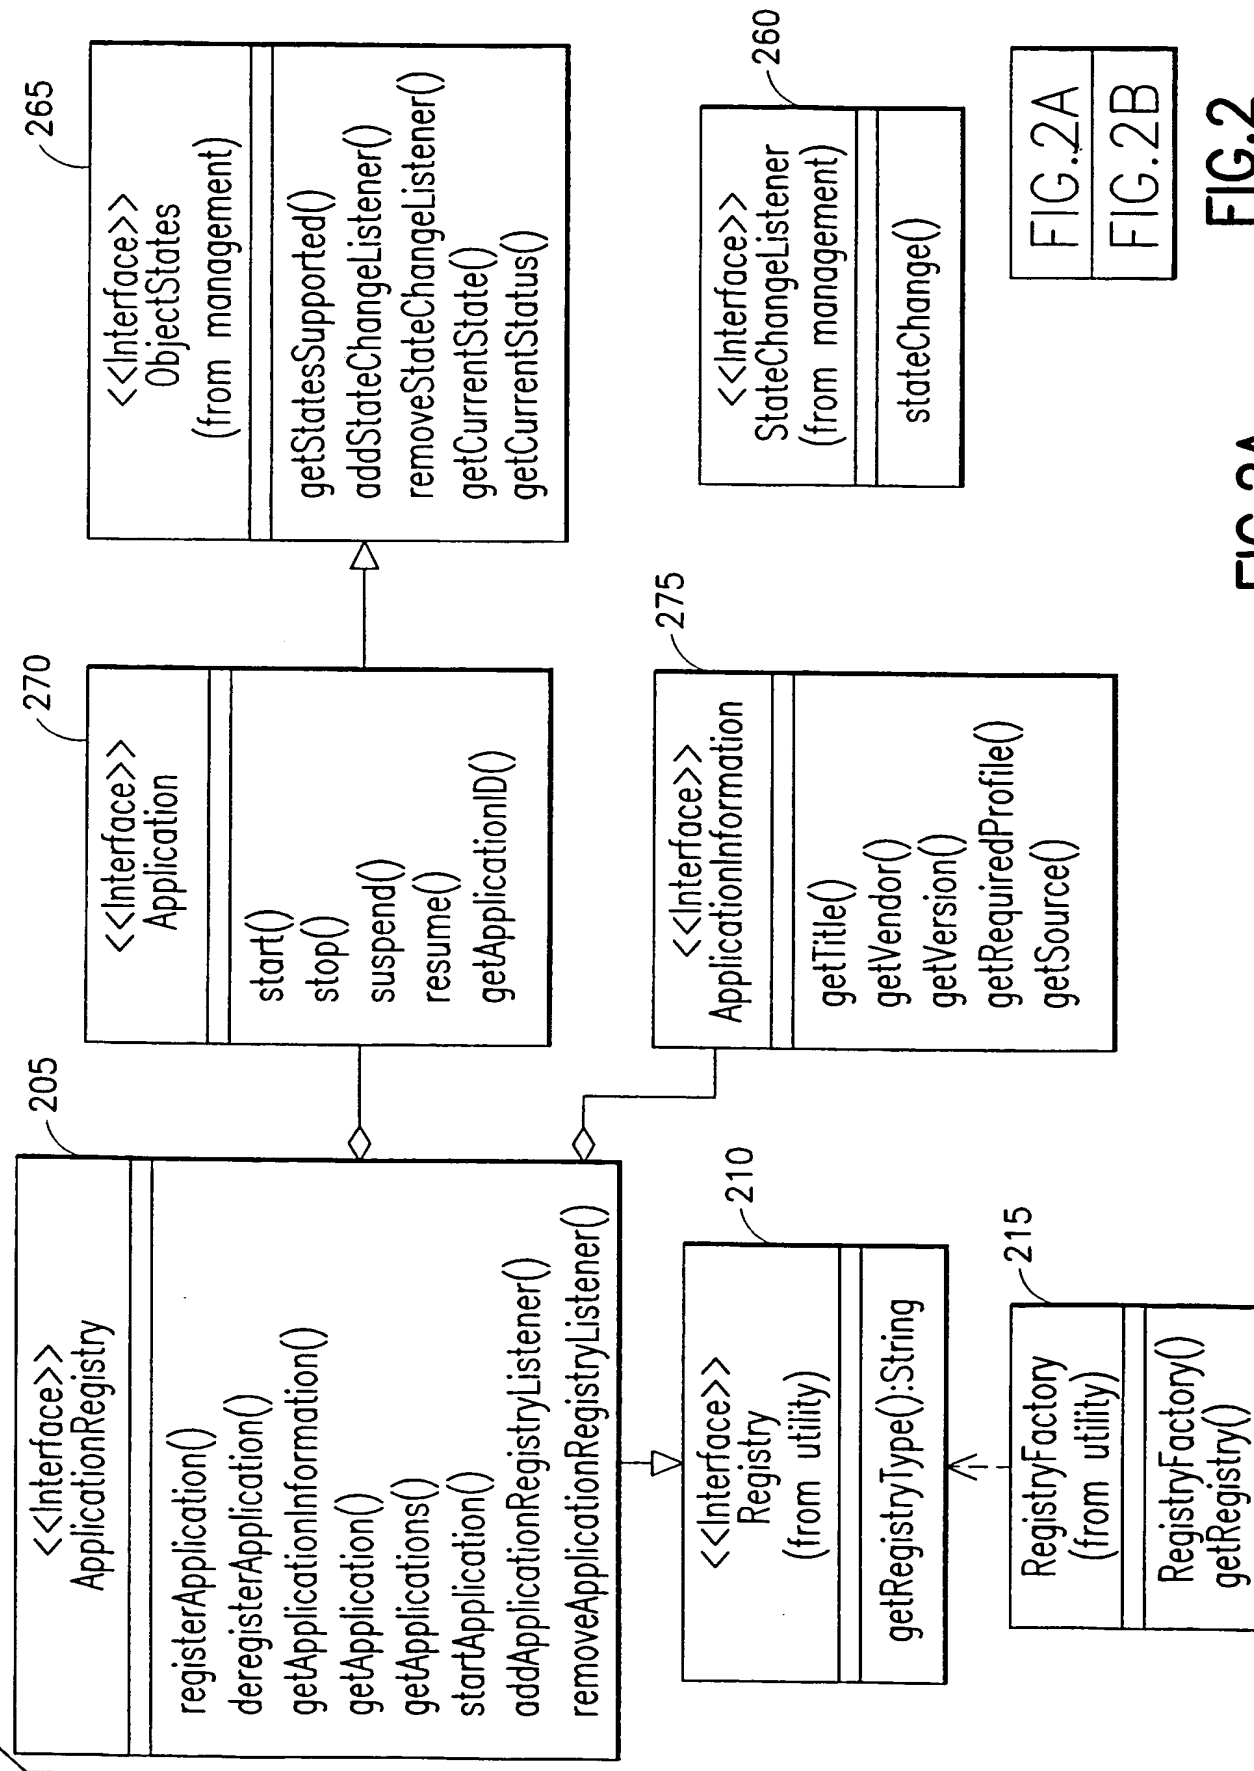 205
<<Interface>>
ApplicationRegistry
registerApplication()
deregisterApplication()
getApplicationInformation()
getApplication()
getApplications()
startApplication()
addApplicationRegistryListener()
removeApplicationRegistryListener()
270
<<Interface>>
Application
start()
stop()
suspend()
resume()
getApplicationID()
265
<<Interface>>
ObjectStates
(from management)
getStatesSupported()
addStateChangeListener()
removeStateChangeListener()
getCurrentState()
getCurrentStatus()
210
<<Interface>>
Registry
(from utility)
getRegistryType():String
275
<<Interface>>
ApplicationInformation
getTitle()
getVendor()
getVersion()
getRequiredProfile()
getSource()
260
<<Interface>>
StateChangeListener
(from management)
stateChange()
215
RegistryFactory
(from utility)
RegistryFactory()
getRegistry()
FIG.2A
FIG.2B
FIG.2